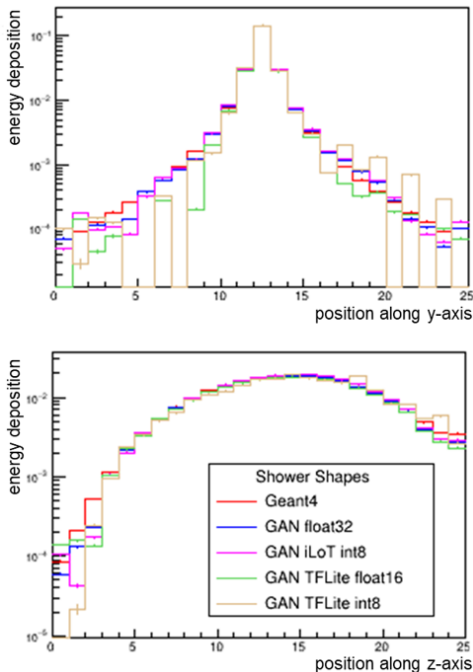 energy deposition
10⁻¹
10⁻²
10⁻³
10⁻⁴
0 5 10 15 20 25
position along y-axis
energy deposition
10⁻²
10⁻³
10⁻⁴
10⁻⁵
Shower Shapes
Geant4
GAN float32
GAN iLoT int8
GAN TFLite float16
GAN TFLite int8
0 5 10 15 20 25
position along z-axis